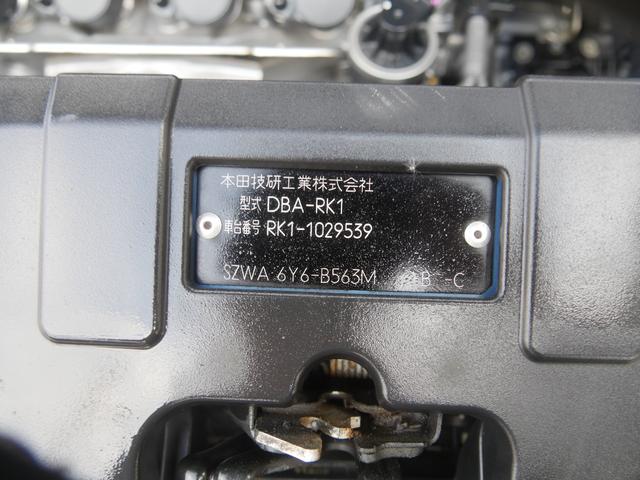 本田技研工業株式会社
型式 DBA-RK1
車台番号 RK1-1029539
SZWA 6Y6-B563M B -C